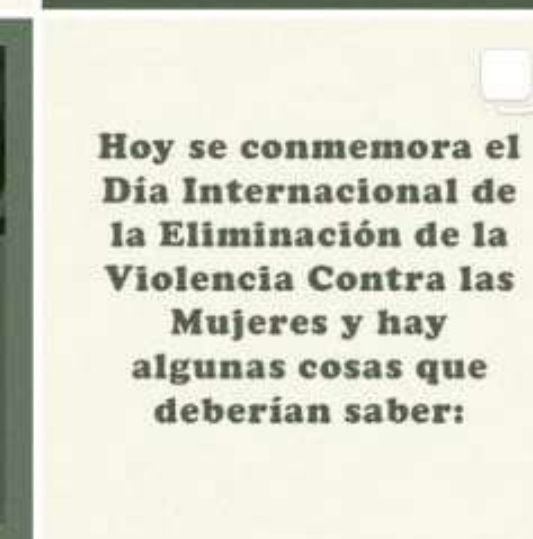 Hoy se conmemora el
Día Internacional de
la Eliminación de la
Violencia Contra las
Mujeres y hay
algunas cosas que
deberían saber: